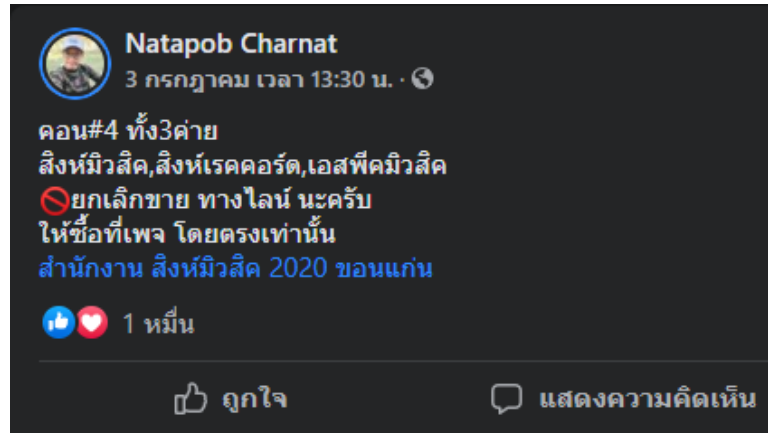 Natapob Charnat
3 กรกฎาคม เวลา 13:30 น. ·
คอน#4 ทั้ง3ค่าย
สิงห์มิวสิค,สิงห์เรคคอร์ด,เอสพีคมิวสิค
🚫ยกเลิกขาย ทางไลน์ นะครับ
ให้ซื้อที่เพจ โดยตรงเท่านั้น
สำนักงาน สิงห์มิวสิค 2020 ขอนแก่น
1 หมื่น
ถูกใจ
แสดงความคิดเห็น